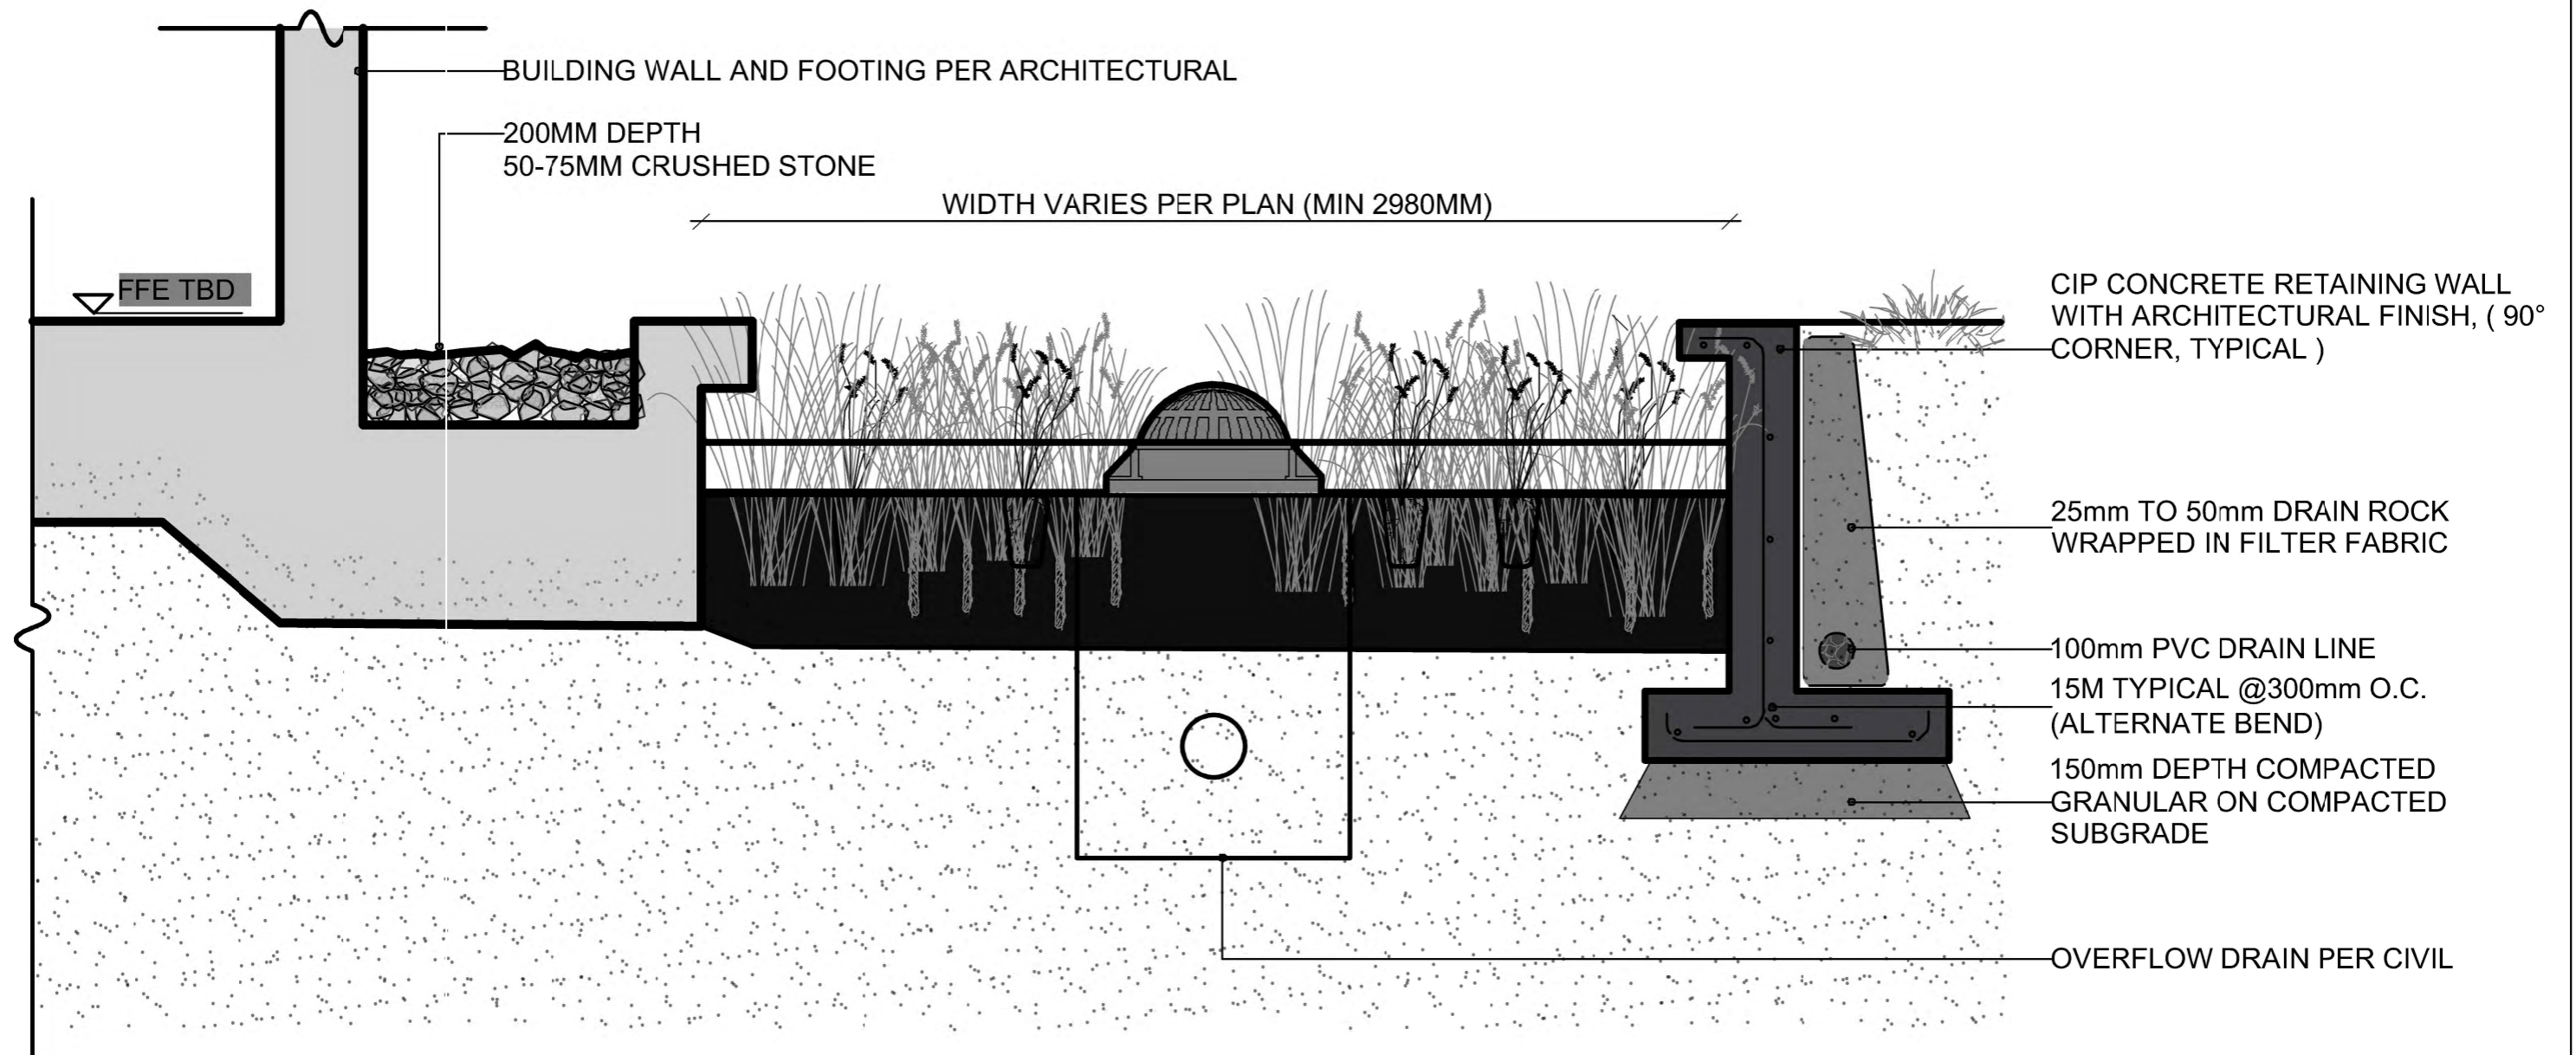 BUILDING WALL AND FOOTING PER ARCHITECTURAL
200MM DEPTH
50-75MM CRUSHED STONE
WIDTH VARIES PER PLAN (MIN 2980MM)
FFE TBD
CIP CONCRETE RETAINING WALL
WITH ARCHITECTURAL FINISH, ( 90°
CORNER, TYPICAL )
25mm TO 50mm DRAIN ROCK
WRAPPED IN FILTER FABRIC
100mm PVC DRAIN LINE
15M TYPICAL @300mm O.C.
(ALTERNATE BEND)
150mm DEPTH COMPACTED
GRANULAR ON COMPACTED
SUBGRADE
OVERFLOW DRAIN PER CIVIL